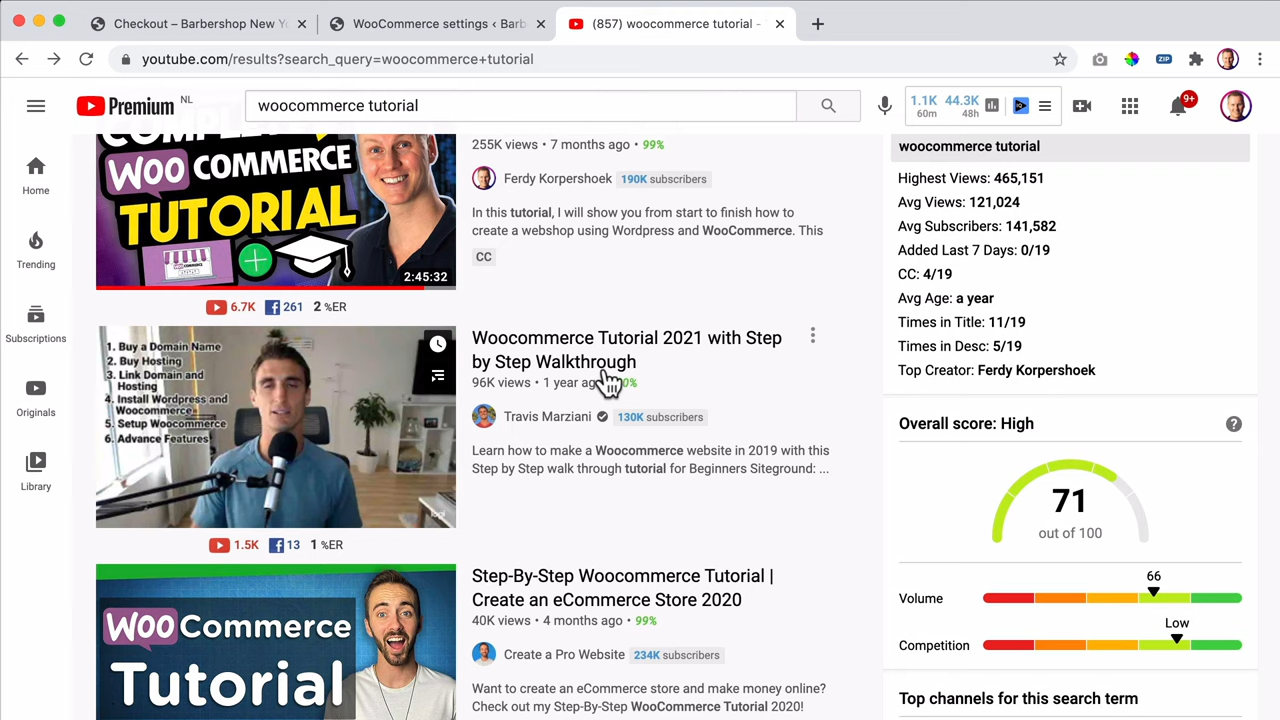 Checkout – Barbershop New Yo
WooCommerce settings ‹ Barb
(857) woocommerce tutorial -
youtube.com/results?search_query=woocommerce+tutorial
ZIP
Premium NL
woocommerce tutorial
1.1K 44.3K
60m 48h
9+
Home
Trending
Subscriptions
Originals
Library
COMPLETE
WOO COMMERCE
TUTORIAL
2:45:32
6.7K 261 2 %ER
255K views • 7 months ago • 99%
Ferdy Korpershoek 190K subscribers
In this tutorial, I will show you from start to finish how to
create a webshop using Wordpress and WooCommerce. This
CC
1. Buy a Domain Name
2. Buy Hosting
3. Link Domain and
Hosting
4. Install Wordpress and
Woocommerce
5. Setup Woocommerce
6. Advance Features
logi
1.5K 13 1 %ER
Woocommerce Tutorial 2021 with Step
by Step Walkthrough
96K views • 1 year ag 0%
Travis Marziani 130K subscribers
Learn how to make a Woocommerce website in 2019 with this
Step by Step walk through tutorial for Beginners Siteground: ...
WOO Commerce
Tutorial
Step-By-Step Woocommerce Tutorial |
Create an eCommerce Store 2020
40K views • 4 months ago • 99%
Create a Pro Website 234K subscribers
Want to create an eCommerce store and make money online?
Check out my Step-By-Step WooCommerce Tutorial 2020!
woocommerce tutorial
Highest Views: 465,151
Avg Views: 121,024
Avg Subscribers: 141,582
Added Last 7 Days: 0/19
CC: 4/19
Avg Age: a year
Times in Title: 11/19
Times in Desc: 5/19
Top Creator: Ferdy Korpershoek
Overall score: High
71
out of 100
66
Volume
Low
Competition
Top channels for this search term